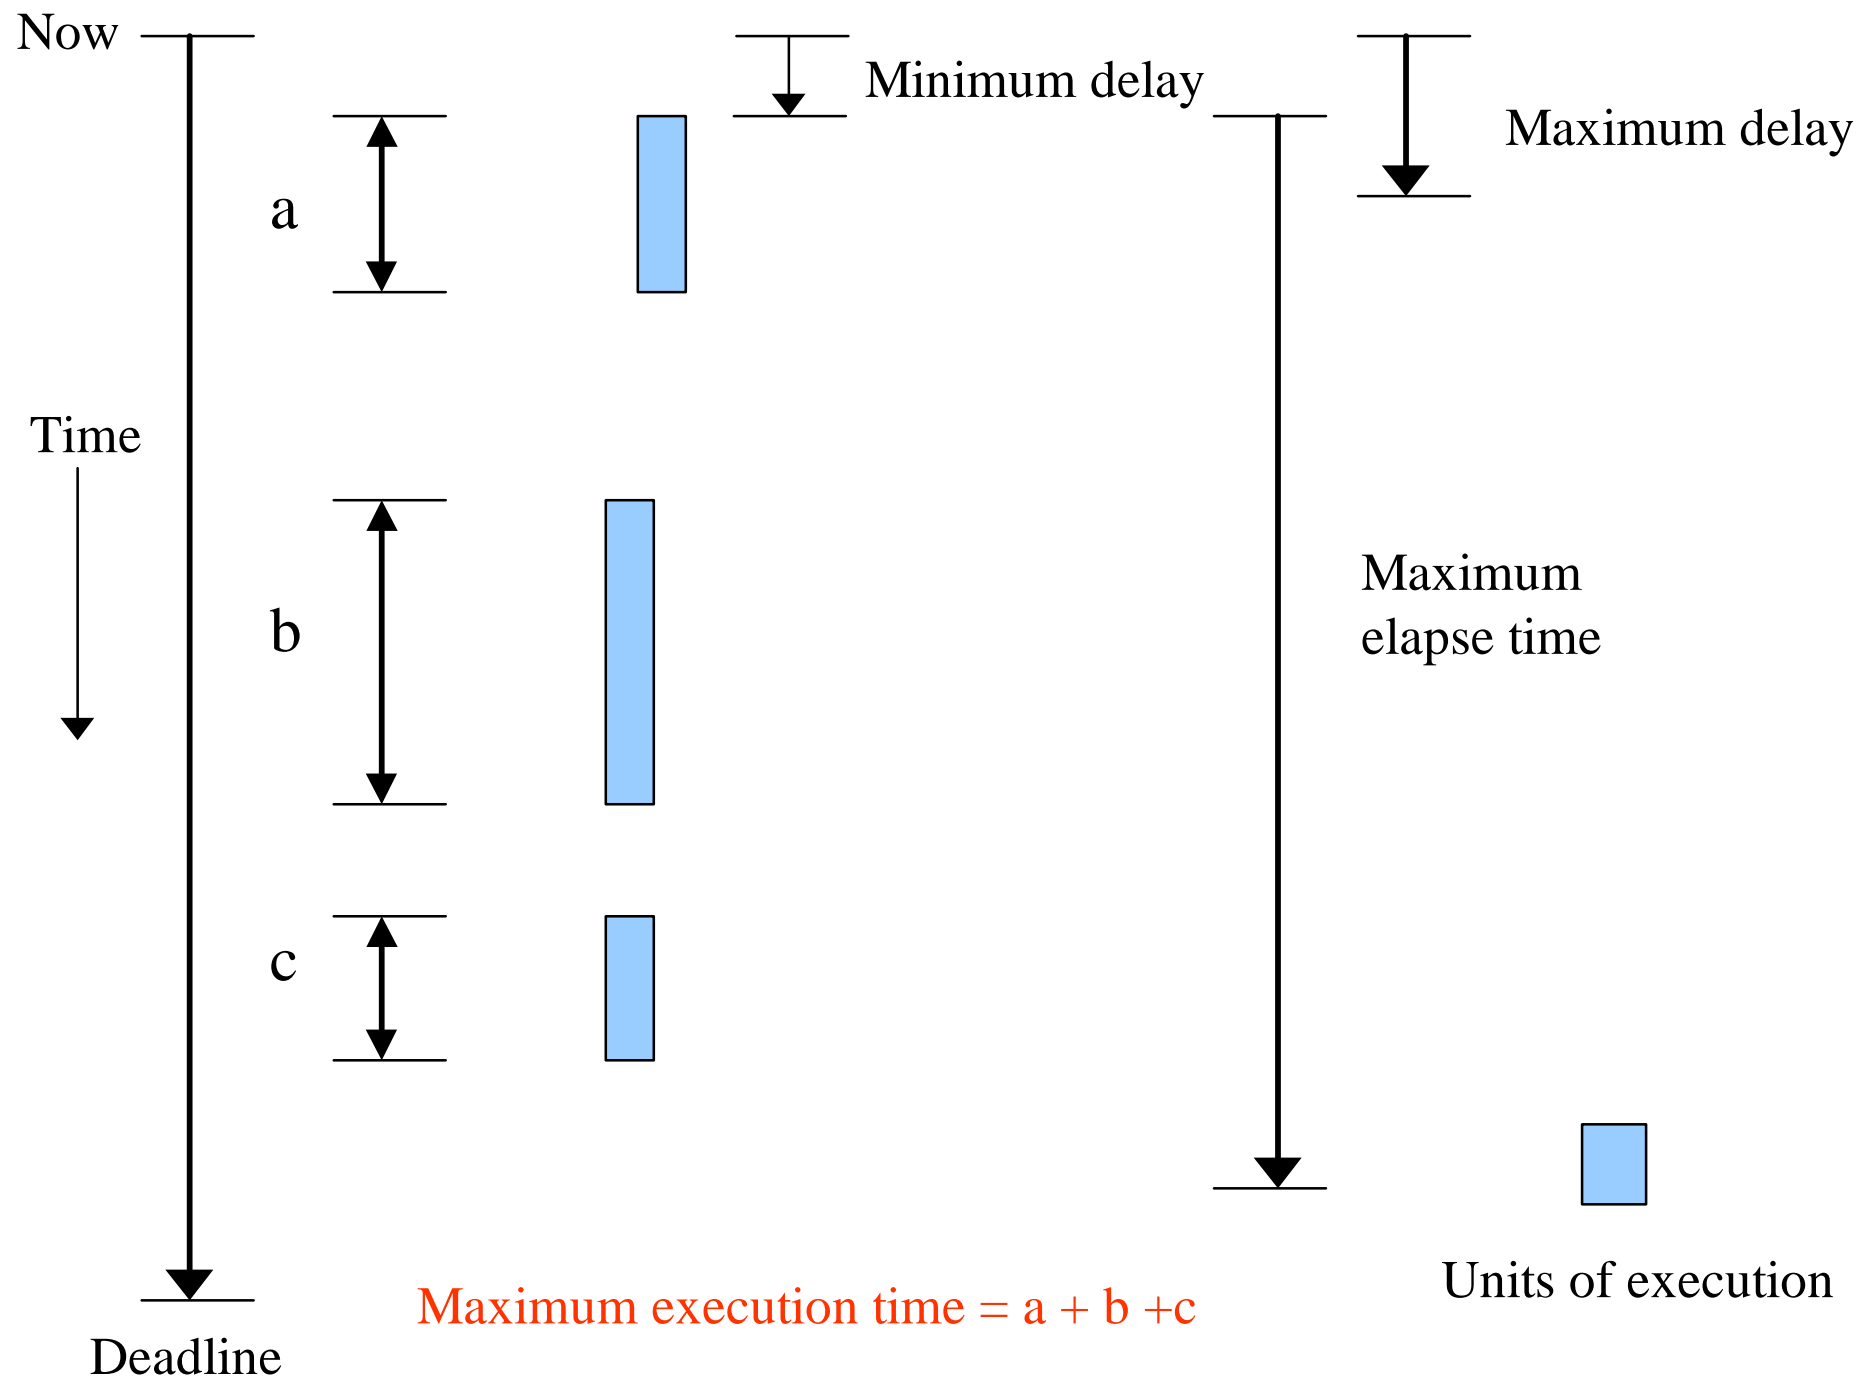 Now
Minimum delay
Maximum delay
a
Time
b
Maximum
elapse time
c
Units of execution
Maximum execution time = a + b +c
Deadline